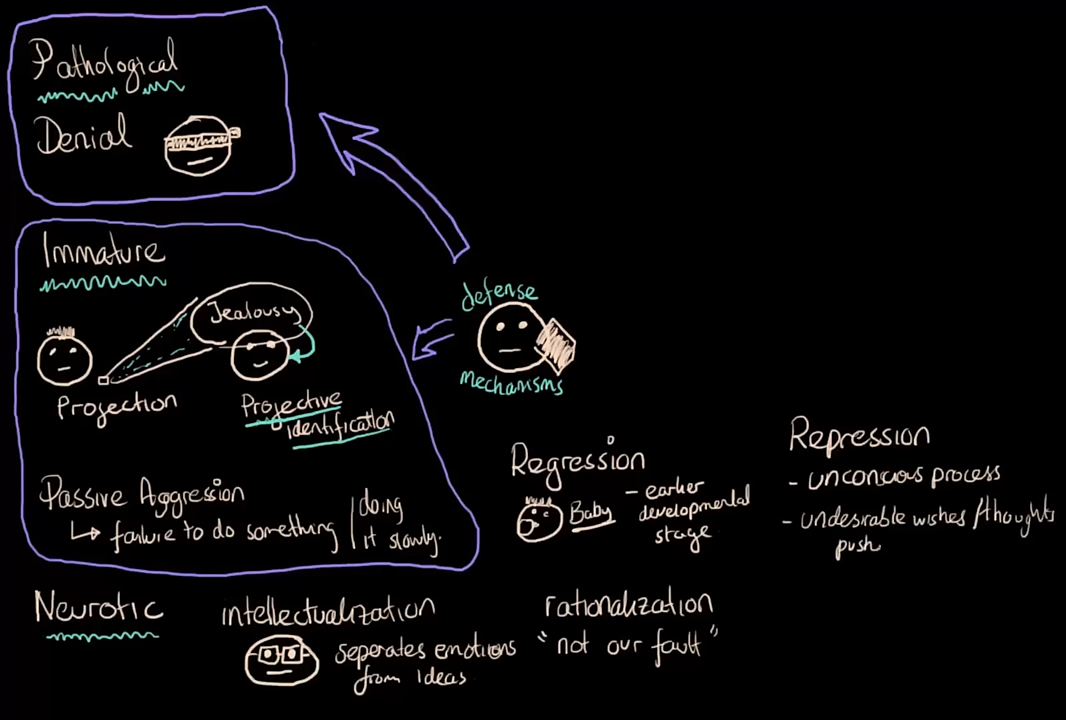 Pathological
Denial
Immature
Jealousy
Projection
Projective
identification
Passive Aggression
↳ failure to do something / doing
it slowly.
defense
mechanisms
Regression
Baby
- earlier
developmental
stage
Repression
- unconcious process
- undesirable wishes / thoughts
push
Neurotic
intellectualization
seperates emotions
from ideas
rationalization
"not our fault"